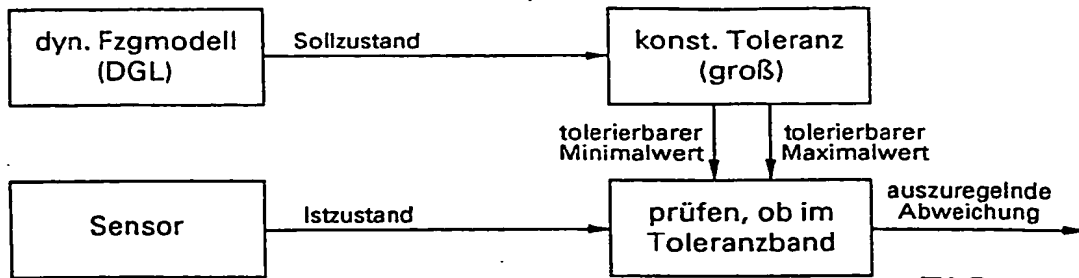 dyn. Fzgmodell
(DGL)
Sollzustand
konst. Toleranz
(groß)
tolerierbarer
Minimalwert
tolerierbarer
Maximalwert
Sensor
Istzustand
prüfen, ob im
Toleranzband
auszuregelnde
Abweichung